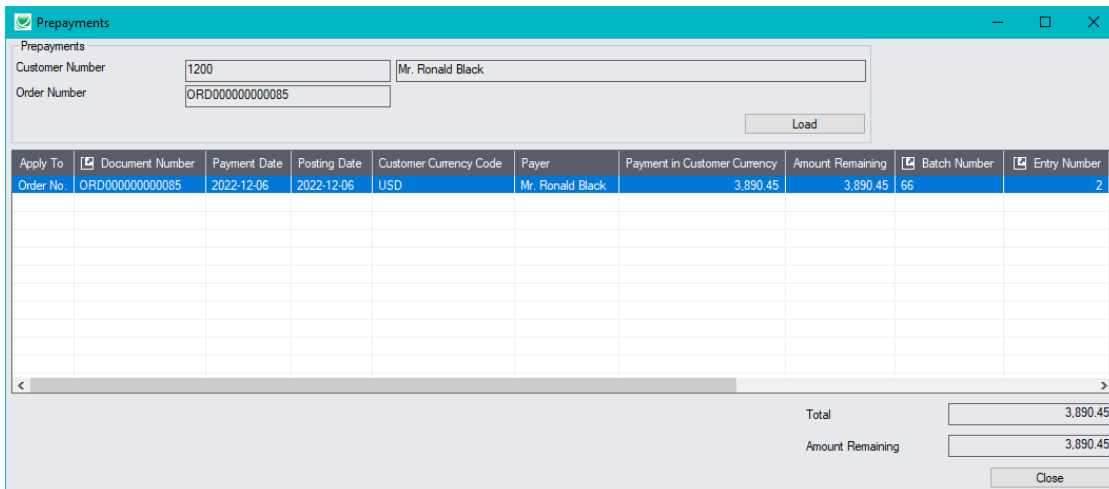 Prepayments
Prepayments
Customer Number 1200 Mr. Ronald Black
Order Number ORD000000000085
Load
Apply To Document Number Payment Date Posting Date Customer Currency Code Payer Payment in Customer Currency Amount Remaining Batch Number Entry Number
Order No. ORD000000000085 2022-12-06 2022-12-06 USD Mr. Ronald Black 3,890.45 3,890.45 66 2
Total 3,890.45
Amount Remaining 3,890.45
Close